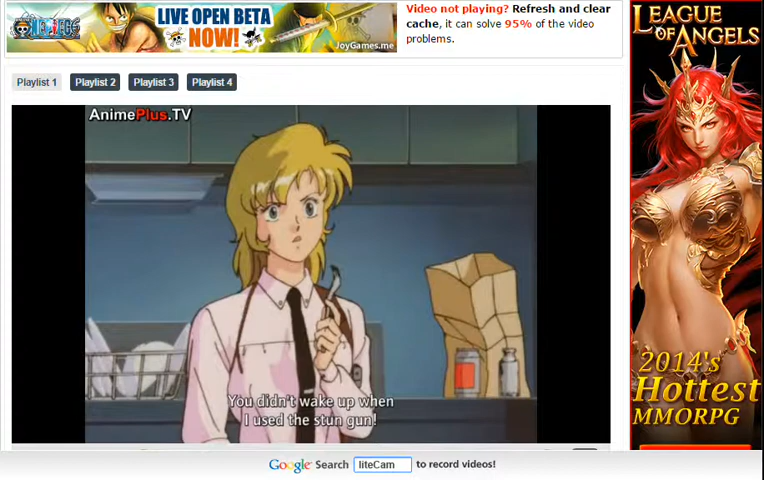 ONE PIECE
LIVE OPEN BETA
NOW!
JoyGames.me
Video not playing? Refresh and clear
cache, it can solve 95% of the video
problems.
LEAGUE
OF ANGELS
Playlist 1 Playlist 2 Playlist 3 Playlist 4
AnimePlus.TV
You didn't wake up when
I used the stun gun!
2014's
Hottest
MMORPG
Google Search liteCam to record videos!